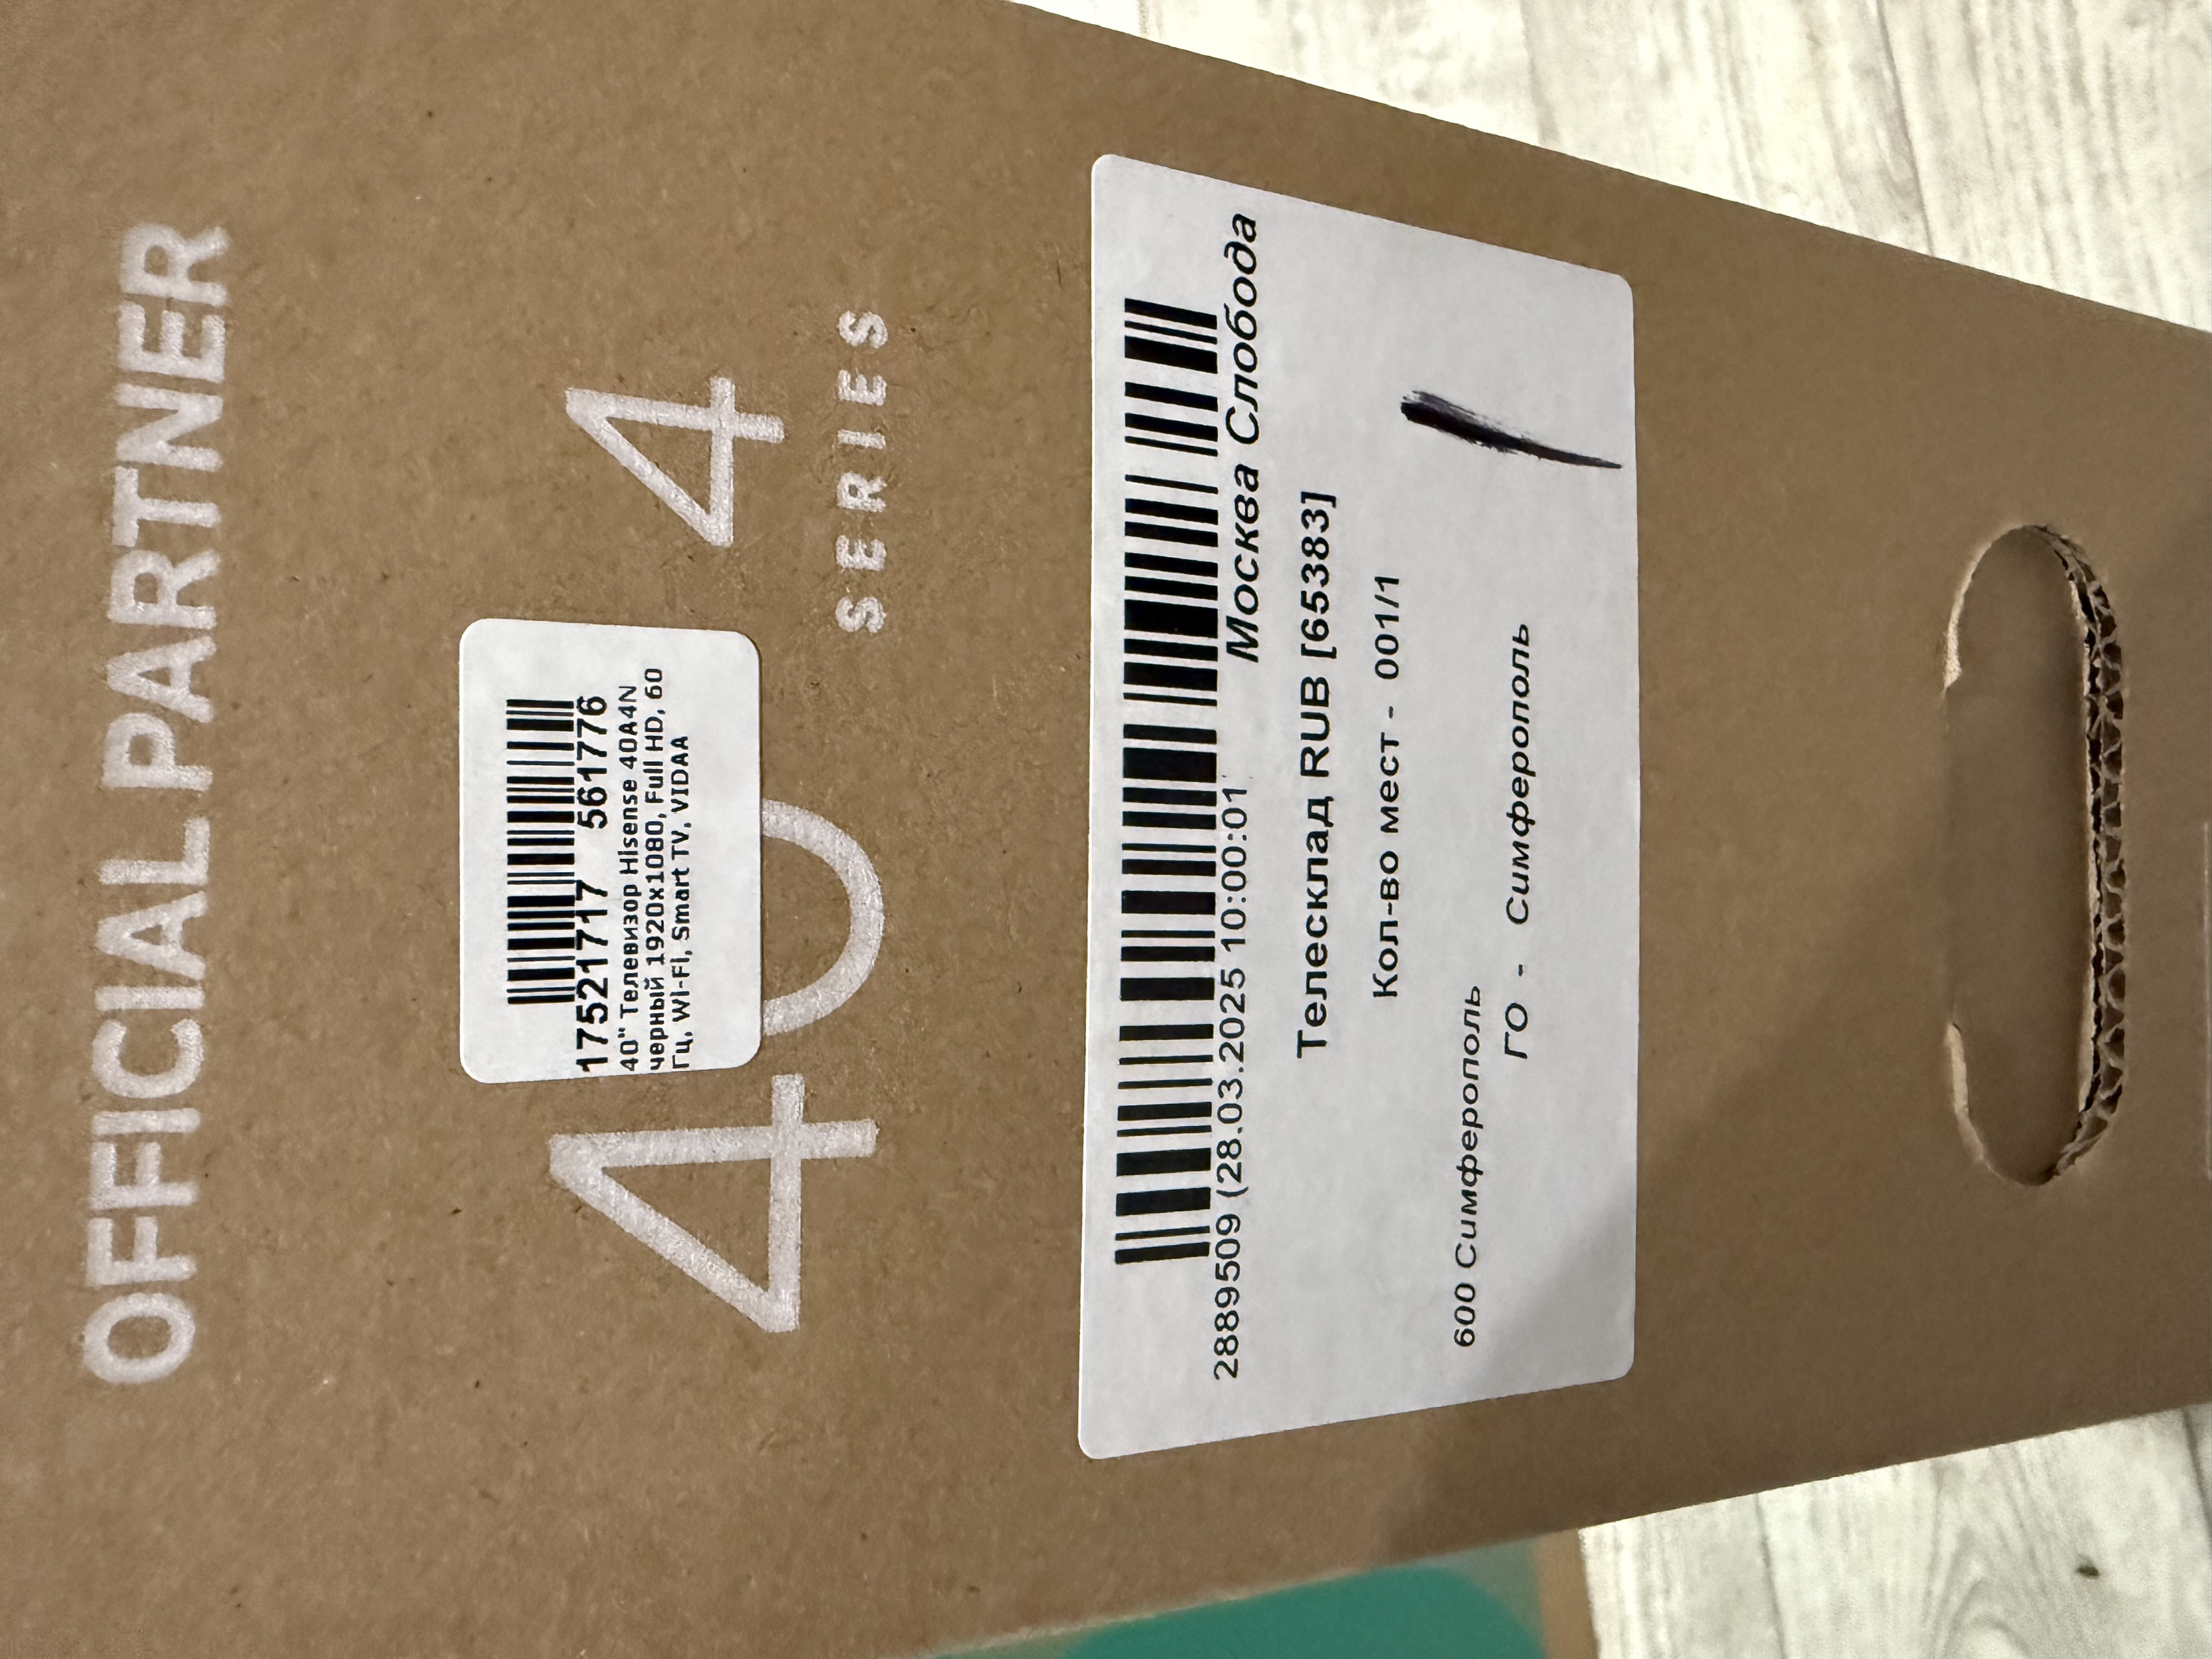 OFFICIAL PARTNER
17521717 561776
40" Телевизор Hisense 40A4N
черный 1920x1080, Full HD, 60
Гц, Wi-Fi, Smart TV, VIDAA
40 4
SERIES
2889509 (28.03.2025 10:00:01
Москва Слобода
Телесклад RUB [65383]
Кол-во мест - 001/1
600 Симферополь
ГО - Симферополь